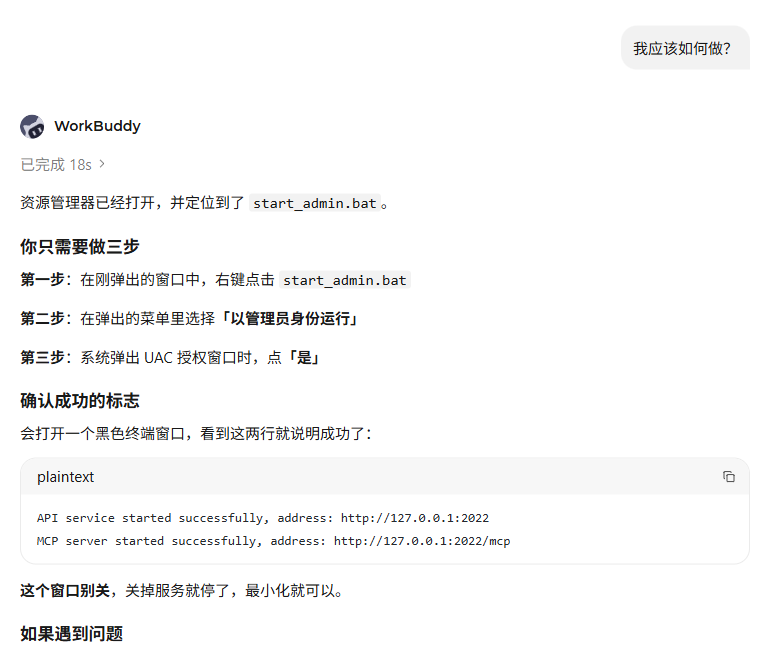 我应该如何做？
WorkBuddy
已完成 18s >
资源管理器已经打开，并定位到了 start_admin.bat。
你只需要做三步
第一步：在刚弹出的窗口中，右键点击 start_admin.bat
第二步：在弹出的菜单里选择「以管理员身份运行」
第三步：系统弹出 UAC 授权窗口时，点「是」
确认成功的标志
会打开一个黑色终端窗口，看到这两行就说明成功了：
plaintext
API service started successfully, address: http://127.0.0.1:2022
MCP server started successfully, address: http://127.0.0.1:2022/mcp
这个窗口别关，关掉服务就停了，最小化就可以。
如果遇到问题